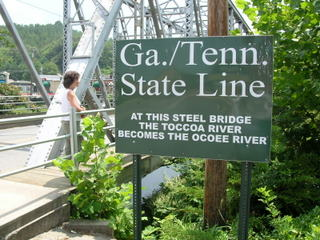 Ga./Tenn.
State Line
AT THIS STEEL BRIDGE
THE TOCCOA RIVER
BECOMES THE OCOEE RIVER